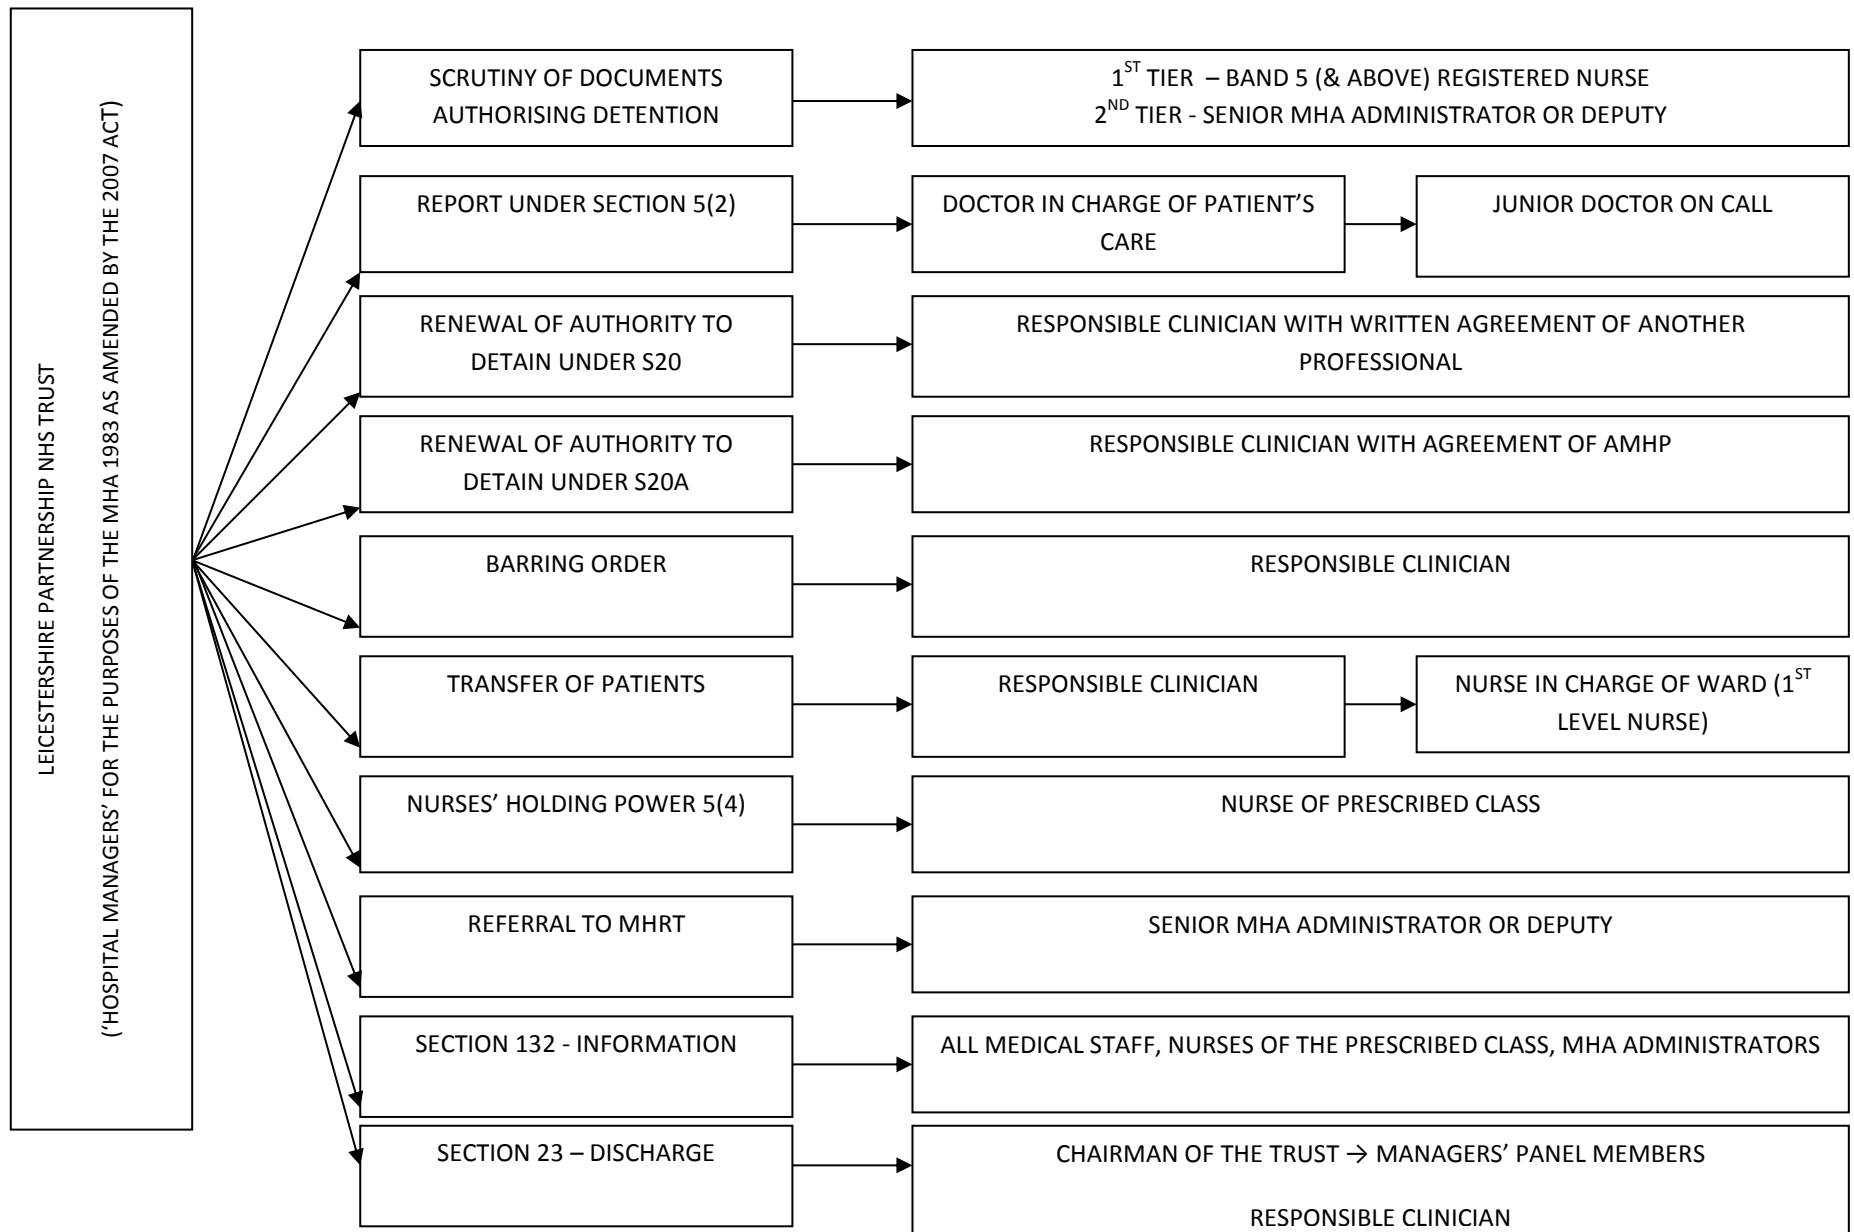 LEICESTERSHIRE PARTNERSHIP NHS TRUST
('HOSPITAL MANAGERS' FOR THE PURPOSES OF THE MHA 1983 AS AMENDED BY THE 2007 ACT)
SCRUTINY OF DOCUMENTS
AUTHORISING DETENTION
1ST TIER – BAND 5 (& ABOVE) REGISTERED NURSE
2ND TIER - SENIOR MHA ADMINISTRATOR OR DEPUTY
REPORT UNDER SECTION 5(2)
DOCTOR IN CHARGE OF PATIENT'S
CARE
JUNIOR DOCTOR ON CALL
RENEWAL OF AUTHORITY TO
DETAIN UNDER S20
RESPONSIBLE CLINICIAN WITH WRITTEN AGREEMENT OF ANOTHER
PROFESSIONAL
RENEWAL OF AUTHORITY TO
DETAIN UNDER S20A
RESPONSIBLE CLINICIAN WITH AGREEMENT OF AMHP
BARRING ORDER
RESPONSIBLE CLINICIAN
TRANSFER OF PATIENTS
RESPONSIBLE CLINICIAN
NURSE IN CHARGE OF WARD (1ST
LEVEL NURSE)
NURSES' HOLDING POWER 5(4)
NURSE OF PRESCRIBED CLASS
REFERRAL TO MHRT
SENIOR MHA ADMINISTRATOR OR DEPUTY
SECTION 132 - INFORMATION
ALL MEDICAL STAFF, NURSES OF THE PRESCRIBED CLASS, MHA ADMINISTRATORS
SECTION 23 – DISCHARGE
CHAIRMAN OF THE TRUST → MANAGERS' PANEL MEMBERS
RESPONSIBLE CLINICIAN